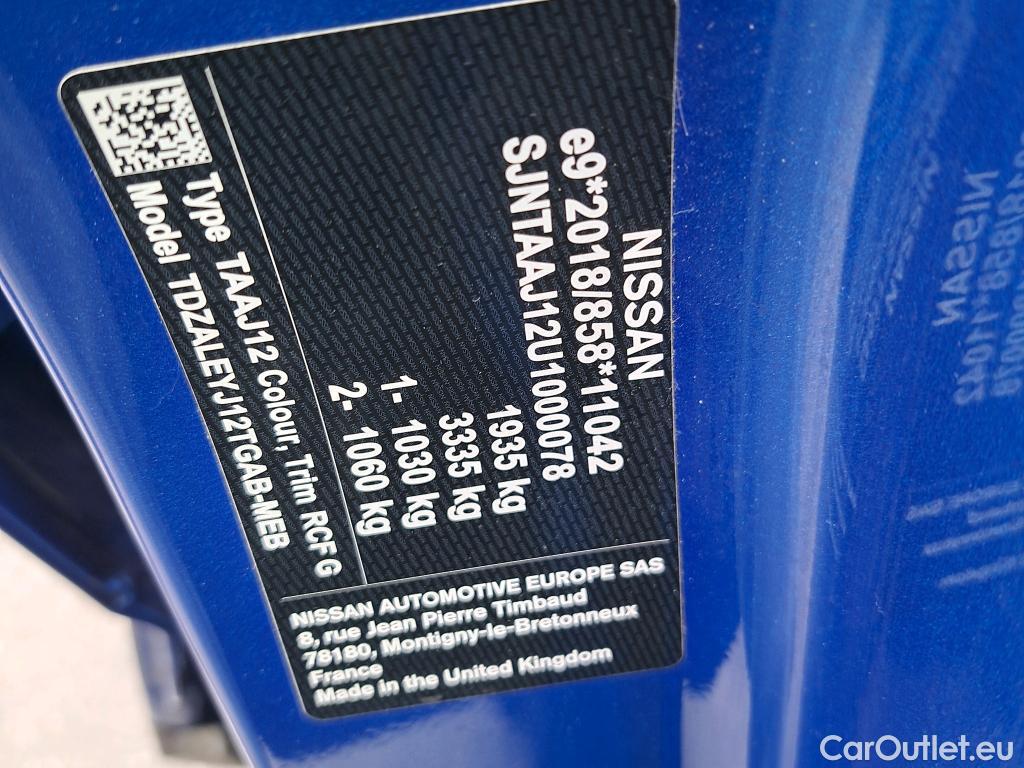 NISSAN
e9*2018/858*11042
SJNTAAJ12U1000078
1935 kg
3335 kg
1- 1030 kg
2- 1060 kg
Type TAAJ12 Colour, Trim RCF G
Model TDZALEYJ12TGAB-MEB
NISSAN AUTOMOTIVE EUROPE SAS
8, rue Jean Pierre Timbaud
78180, Montigny-le-Bretonneux
France
Made in the United Kingdom
CarOutlet.eu